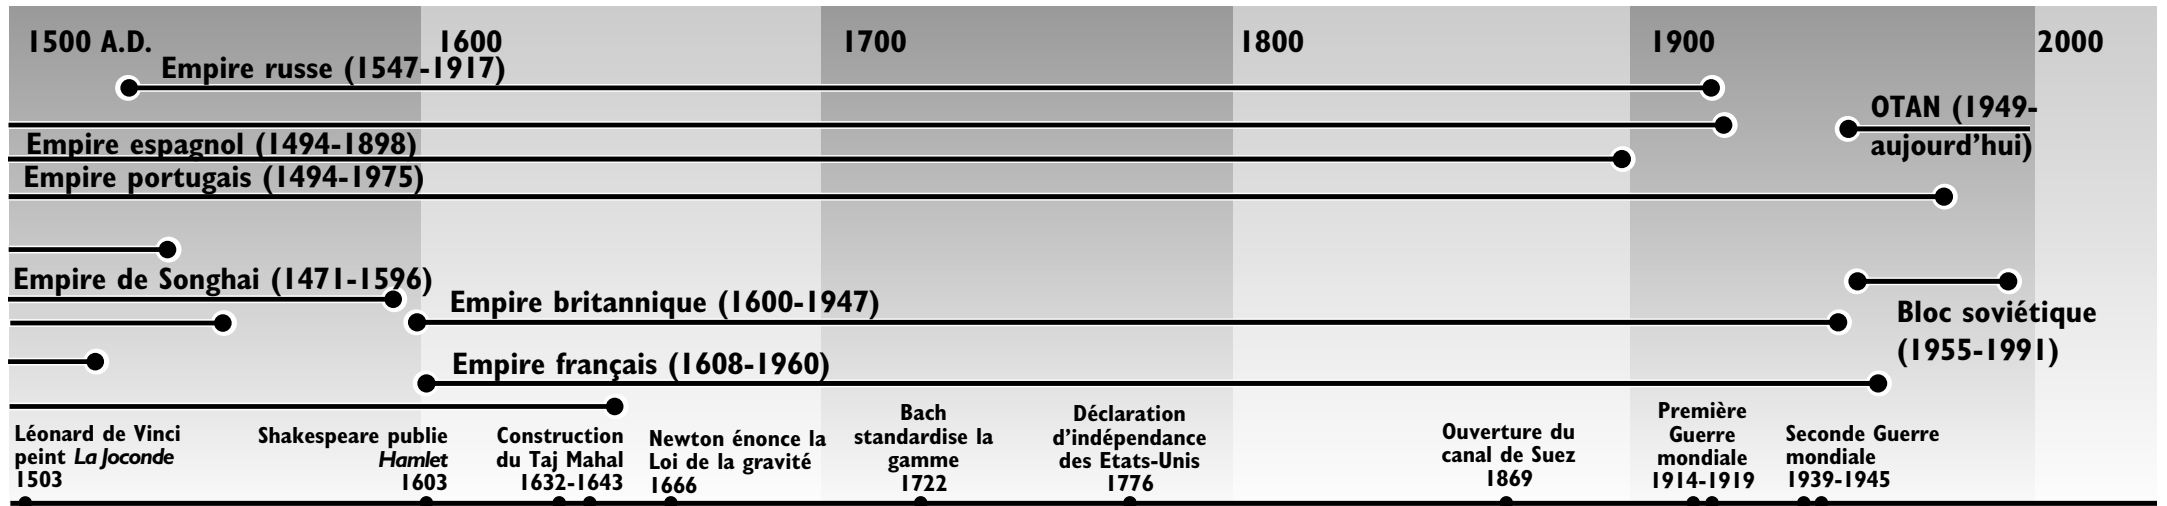 1500 A.D.
1600
1700
1800
1900
2000
Empire russe (1547-1917)
OTAN (1949-
aujourd’hui)
Empire espagnol (1494-1898)
Empire portugais (1494-1975)
Empire de Songhai (1471-1596)
Empire britannique (1600-1947)
Bloc soviétique
(1955-1991)
Empire français (1608-1960)
Léonard de Vinci
peint La Joconde
1503
Shakespeare publie
Hamlet
1603
Construction
du Taj Mahal
1632-1643
Newton énonce la
Loi de la gravité
1666
Bach
standardise la
gamme
1722
Déclaration
d’indépendance
des Etats-Unis
1776
Ouverture du
canal de Suez
1869
Première
Guerre
mondiale
1914-1919
Seconde Guerre
mondiale
1939-1945